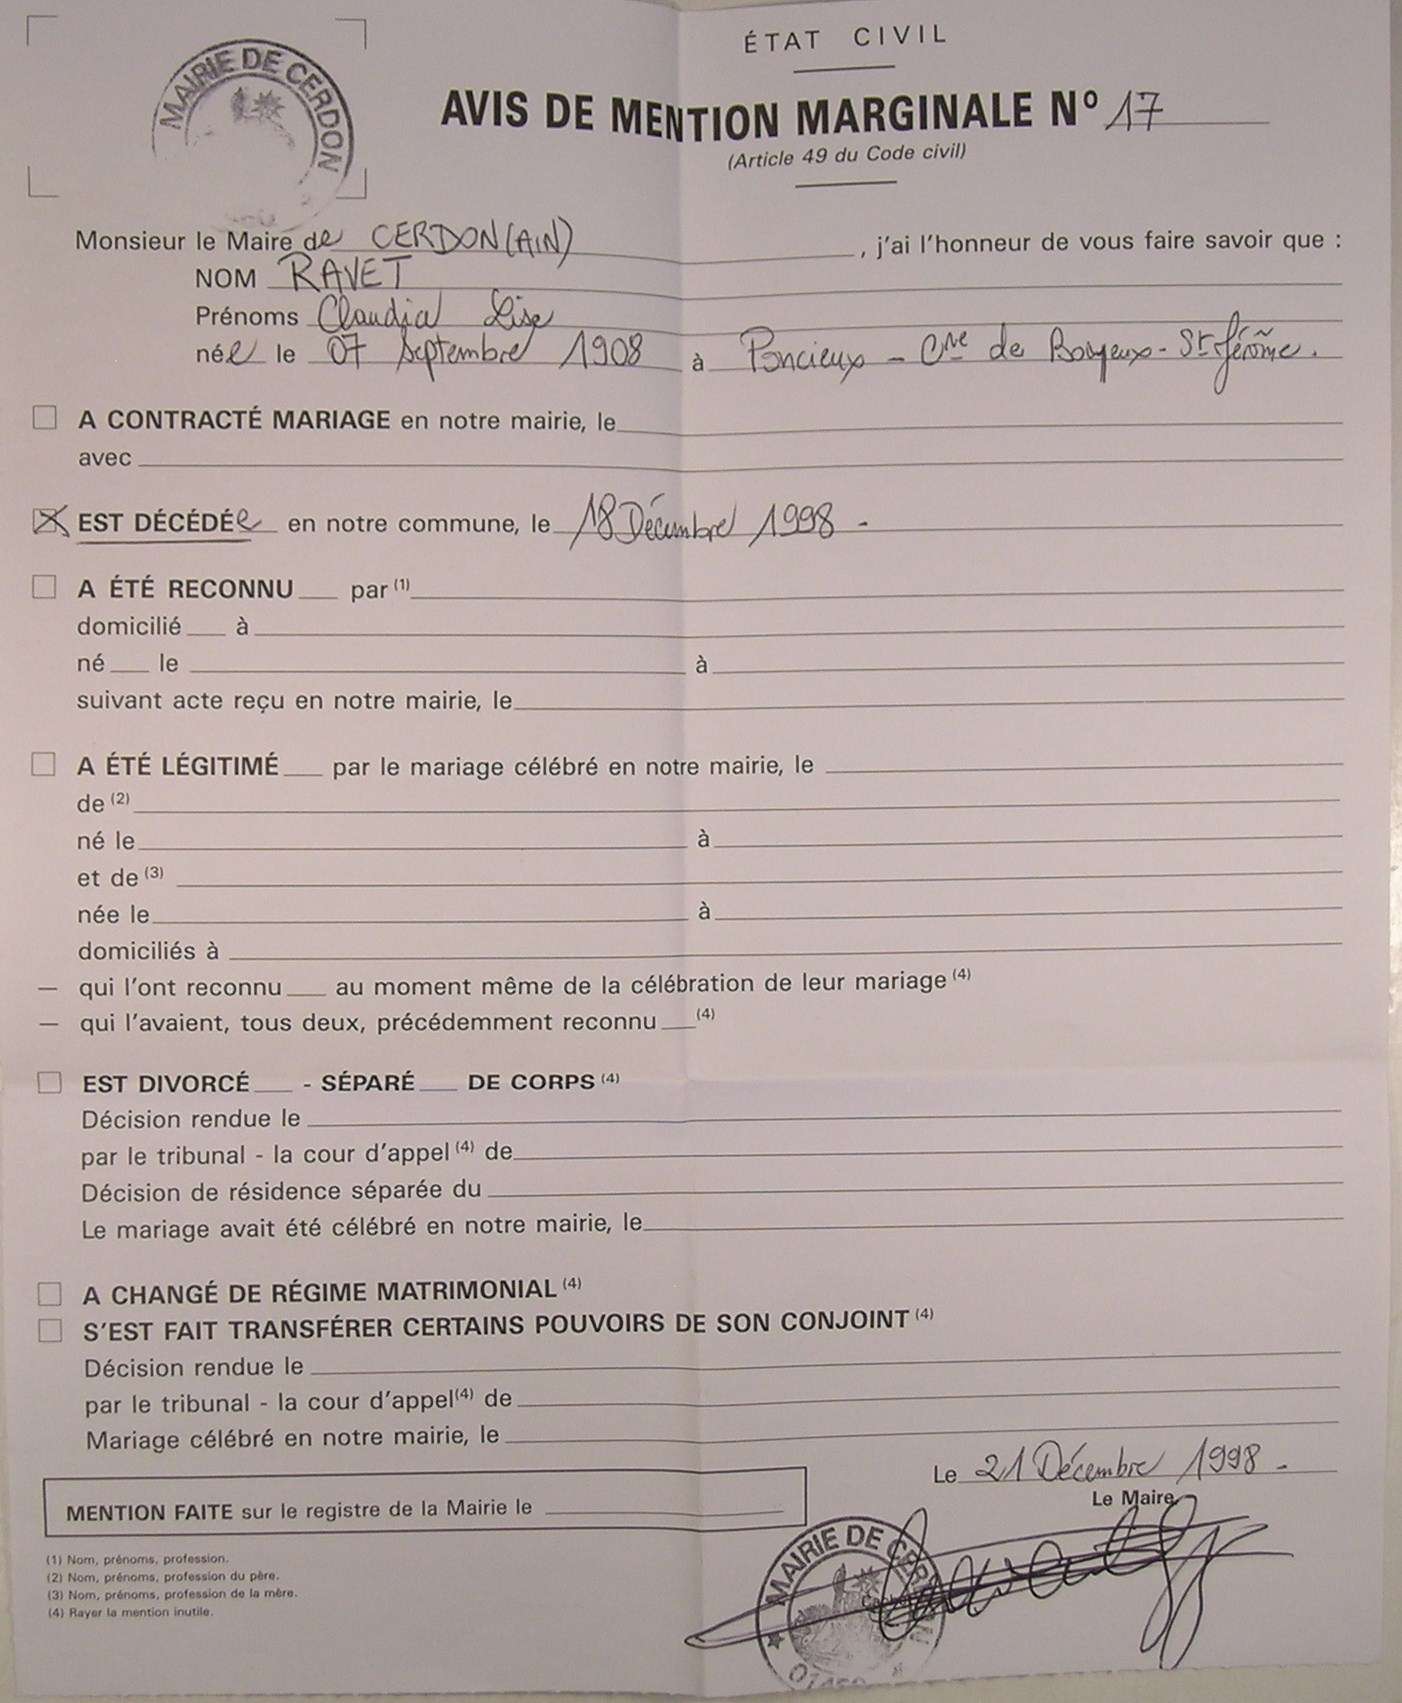 MAIRIE DE CERDON
ÉTAT CIVIL
AVIS DE MENTION MARGINALE Nº 17
(Article 49 du Code civil)
Monsieur le Maire de CERDON (AIN) , j'ai l'honneur de vous faire savoir que :
NOM RAVET
Prénoms Claudia Lise
née le 07 Septembre 1908 à Poncieux - Cne de Boyeux - St Jérôme.
A CONTRACTÉ MARIAGE en notre mairie, le
avec
EST DÉCÉDÉe en notre commune, le 18 Décembre 1998 -
A ÉTÉ RECONNU par (1)
domicilié à
né le à
suivant acte reçu en notre mairie, le
A ÉTÉ LÉGITIMÉ par le mariage célébré en notre mairie, le
de (2)
né le à
et de (3)
née le à
domiciliés à
— qui l'ont reconnu au moment même de la célébration de leur mariage (4)
— qui l'avaient, tous deux, précédemment reconnu (4)
EST DIVORCÉ - SÉPARÉ DE CORPS (4)
Décision rendue le
par le tribunal - la cour d'appel (4) de
Décision de résidence séparée du
Le mariage avait été célébré en notre mairie, le
A CHANGÉ DE RÉGIME MATRIMONIAL (4)
S'EST FAIT TRANSFÉRER CERTAINS POUVOIRS DE SON CONJOINT (4)
Décision rendue le
par le tribunal - la cour d'appel (4) de
Mariage célébré en notre mairie, le
Le 21 Décembre 1998 -
Le Maire,
MENTION FAITE sur le registre de la Mairie le
(1) Nom, prénoms, profession.
(2) Nom, prénoms, profession du père.
(3) Nom, prénoms, profession de la mère.
(4) Rayer la mention inutile.
MAIRIE DE CERDON